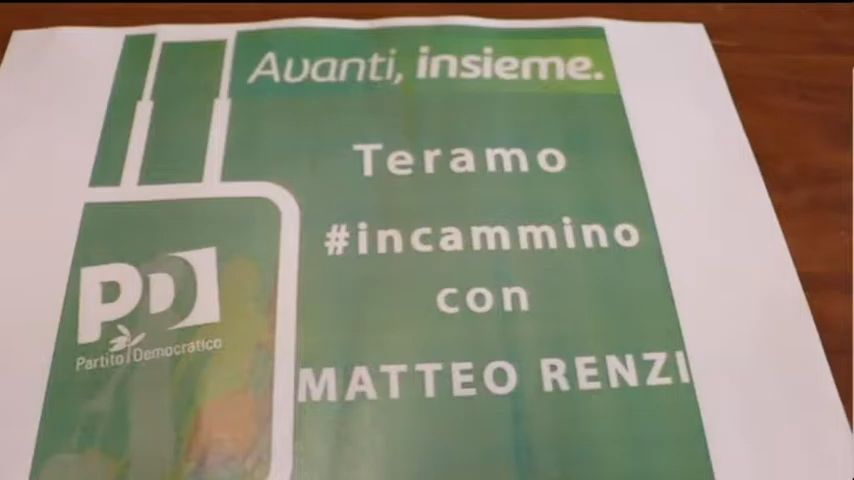 Avanti, insieme.
Teramo
#incammino
con
MATTEO RENZI
PD
Partito Democratico